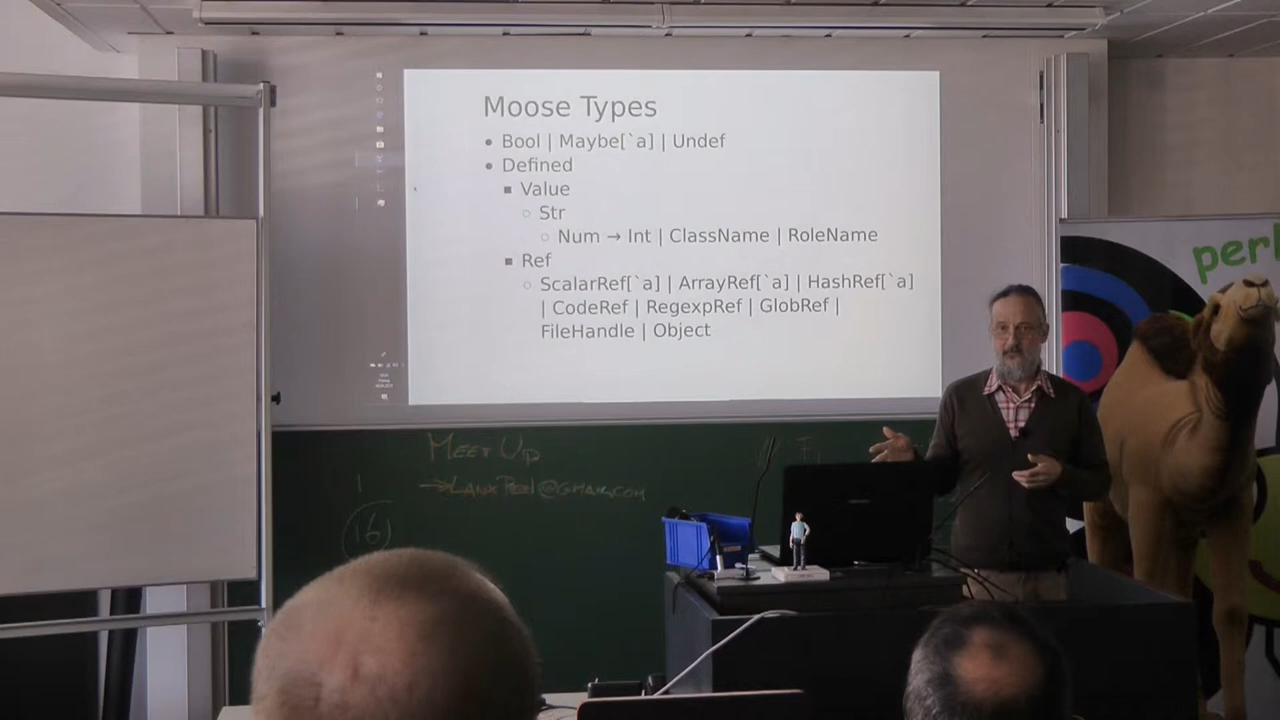 Moose Types
• Bool | Maybe[`a] | Undef
• Defined
▪ Value
○ Str
○ Num → Int | ClassName | RoleName
▪ Ref
○ ScalarRef[`a] | ArrayRef[`a] | HashRef[`a]
| CodeRef | RegexpRef | GlobRef |
FileHandle | Object
perl
MEET UP
1
16